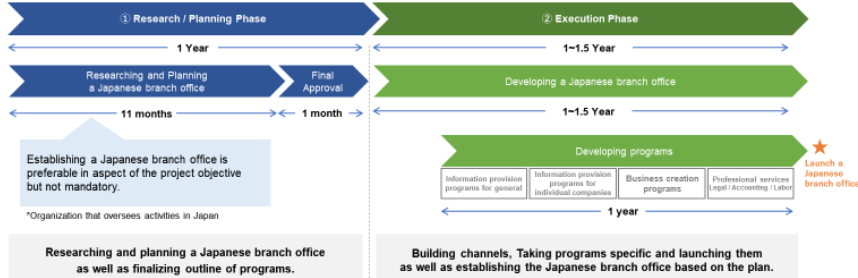 ① Research / Planning Phase
② Execution Phase
1 Year
1~1.5 Year
Researching and Planning
a Japanese branch office
Final
Approval
Developing a Japanese branch office
11 months
1 month
1~1.5 Year
Establishing a Japanese branch office is
preferable in aspect of the project objective
but not mandatory.
*Organization that oversees activities in Japan
Developing programs
Information provision
programs for general
Information provision
programs for
individual companies
Business creation
programs
Professional services
Legal / Accounting / Labor
1 year
Launch a
Japanese
branch office
Researching and planning a Japanese branch office
as well as finalizing outline of programs.
Building channels, Taking programs specific and launching them
as well as establishing the Japanese branch office based on the plan.